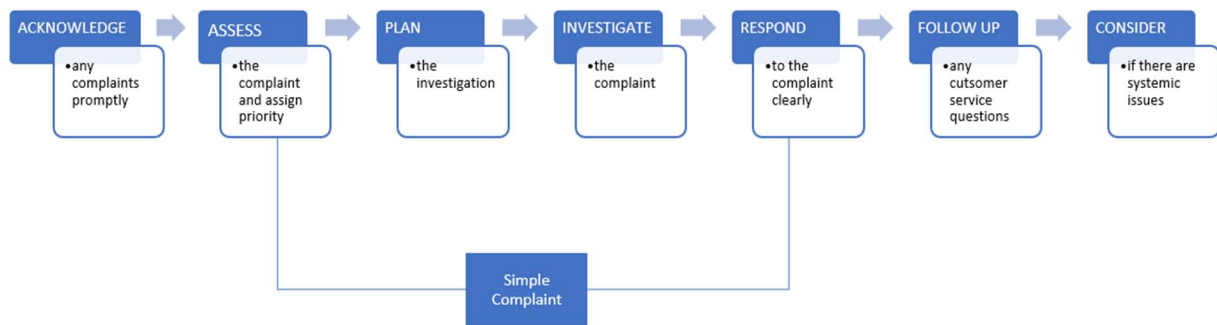 ACKNOWLEDGE
•any
complaints
promptly
ASSESS
•the
complaint
and assign
priority
PLAN
•the
investigation
INVESTIGATE
•the
complaint
RESPOND
•to the
complaint
clearly
FOLLOW UP
•any
cutsomer
service
questions
CONSIDER
•if there are
systemic
issues
Simple
Complaint